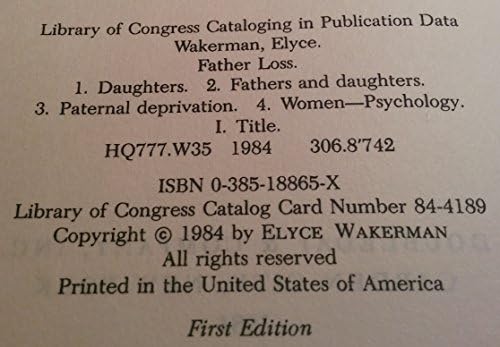 Library of Congress Cataloging in Publication Data
Wakerman, Elyce.
Father Loss.
1. Daughters. 2. Fathers and daughters.
3. Paternal deprivation. 4. Women—Psychology.
I. Title.
HQ777.W35 1984 306.8'742
ISBN 0-385-18865-X
Library of Congress Catalog Card Number 84-4189
Copyright © 1984 by ELYCE WAKERMAN
All rights reserved
Printed in the United States of America
First Edition